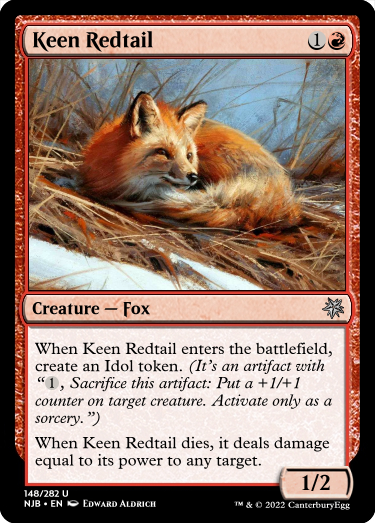 Keen Redtail 1
Creature — Fox
When Keen Redtail enters the battlefield,
create an Idol token. (It's an artifact with
“1, Sacrifice this artifact: Put a +1/+1
counter on target creature. Activate only as a
sorcery.”)
When Keen Redtail dies, it deals damage
equal to its power to any target.
1/2
148/282 U
NJB • EN Edward Aldrich
™ & © 2022 CanterburyEgg